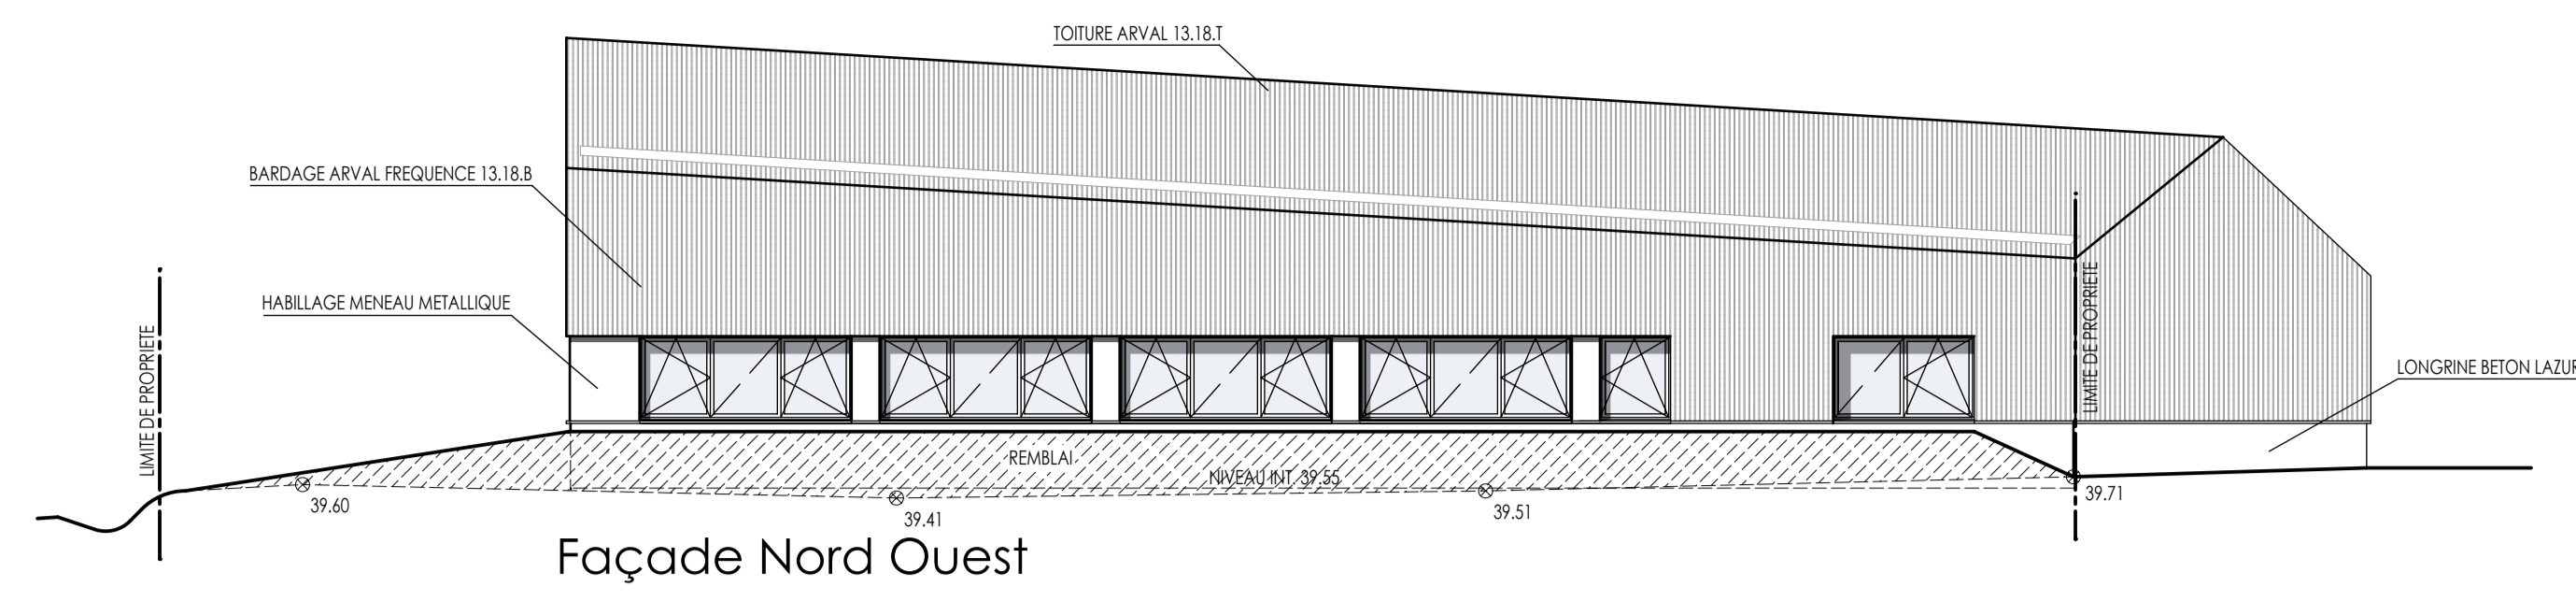 TOITURE ARVAL 13.18.T
BARDAGE ARVAL FREQUENCE 13.18.B
HABILLAGE MENEAU METALLIQUE
LIMITE DE PROPRIETE
LIMITE DE PROPRIETE
LONGRINE BETON
REMBLAI
NIVEAU INT. 39.55
39.60
39.41
39.51
39.71
Façade Nord Ouest